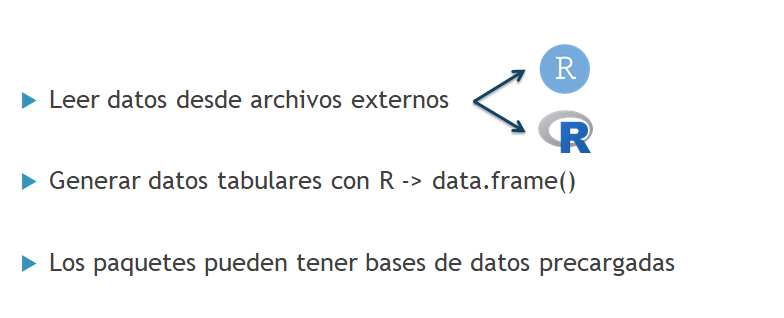 R
Leer datos desde archivos externos
R
Generar datos tabulares con R -> data.frame()
Los paquetes pueden tener bases de datos precargadas